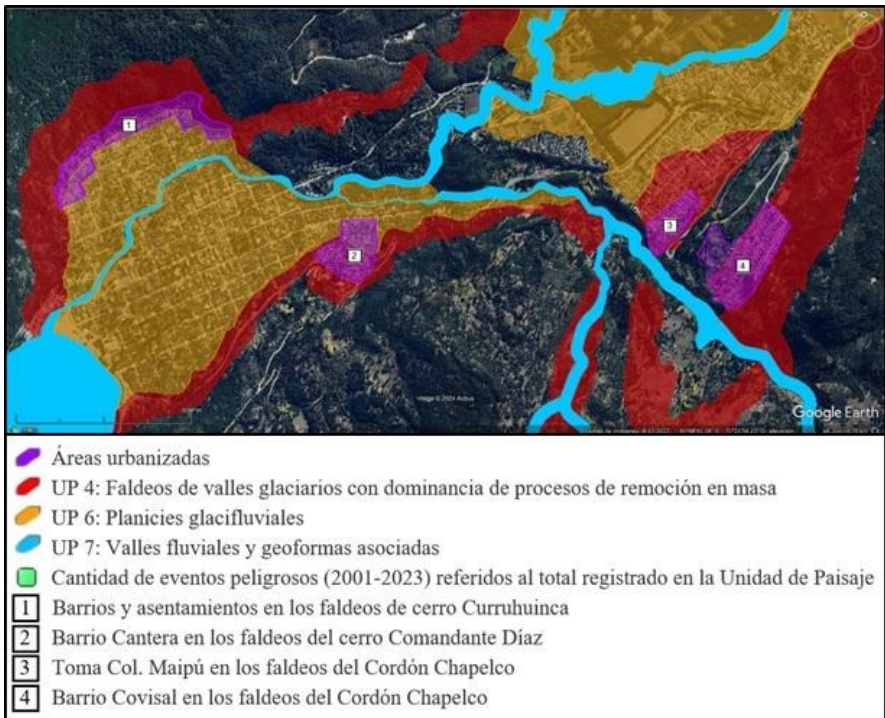 1
2
3
4
Image © 2024 Airbus
Google Earth
Áreas urbanizadas
UP 4: Faldeos de valles glaciarios con dominancia de procesos de remoción en masa
UP 6: Planicies glacifluviales
UP 7: Valles fluviales y geoformas asociadas
Cantidad de eventos peligrosos (2001-2023) referidos al total registrado en la Unidad de Paisaje
1 Barrios y asentamientos en los faldeos de cerro Curruhuinca
2 Barrio Cantera en los faldeos del cerro Comandante Díaz
3 Toma Col. Maipú en los faldeos del Cordón Chapelco
4 Barrio Covisal en los faldeos del Cordón Chapelco